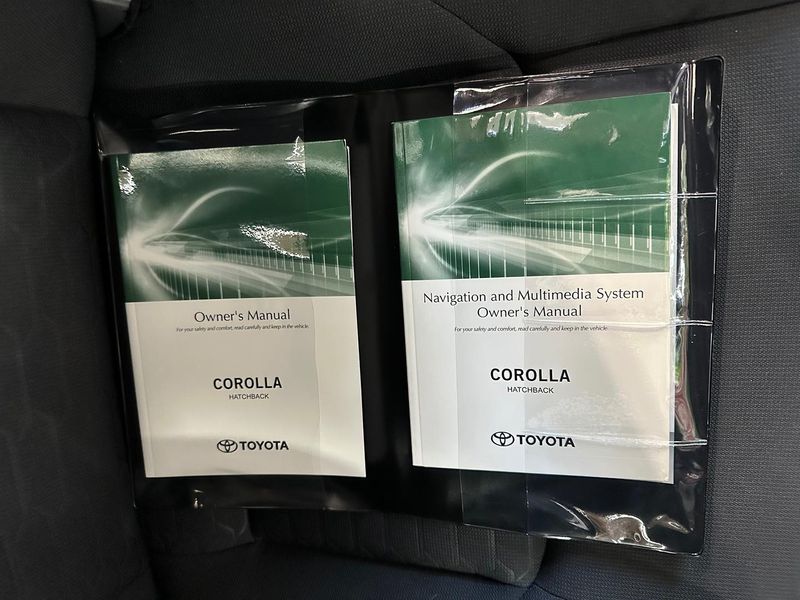 Owner's Manual
For your safety and comfort, read carefully and keep in the vehicle.
COROLLA
HATCHBACK
TOYOTA
Navigation and Multimedia System
Owner's Manual
For your safety and comfort, read carefully and keep in the vehicle.
COROLLA
HATCHBACK
TOYOTA